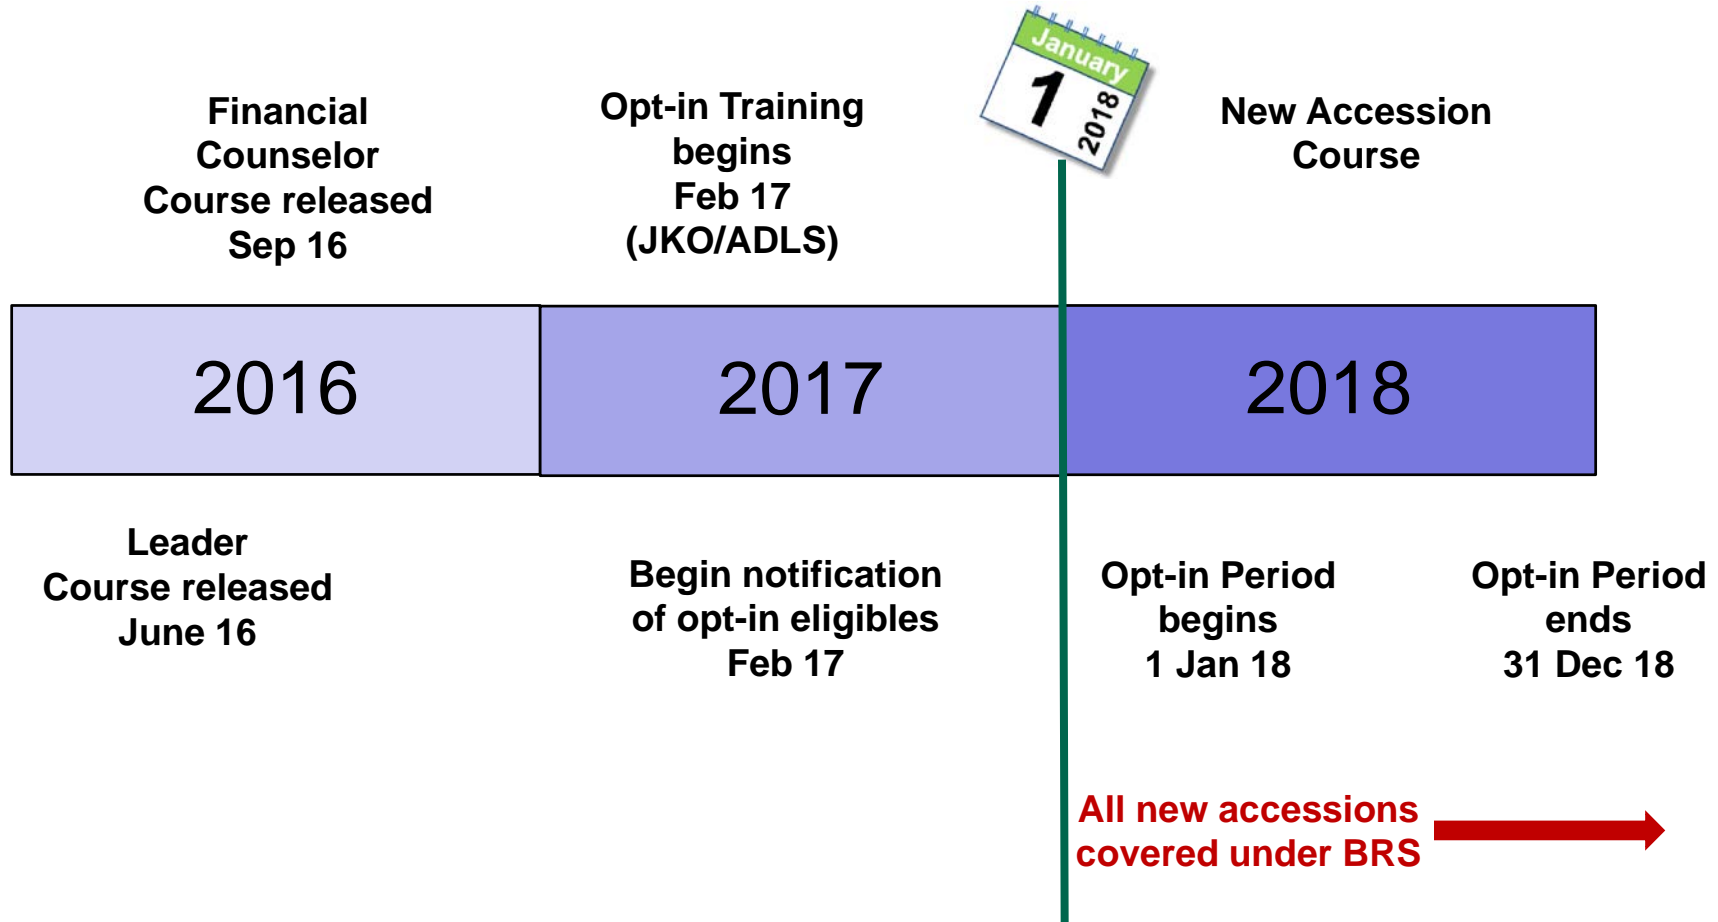 January
1
2018
Financial
Counselor
Course released
Sep 16
Opt-in Training
begins
Feb 17
(JKO/ADLS)
New Accession
Course
2016
2017
2018
Leader
Course released
June 16
Begin notification
of opt-in eligibles
Feb 17
Opt-in Period
begins
1 Jan 18
Opt-in Period
ends
31 Dec 18
All new accessions
covered under BRS